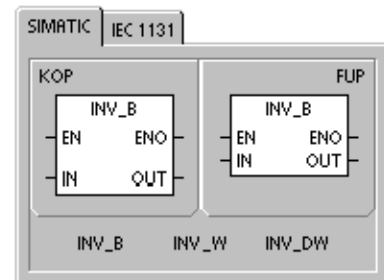 SIMATIC IEC 1131
KOP FUP
INV_B INV_B
EN ENO EN ENO
IN OUT IN OUT
INV_B INV_W INV_DW